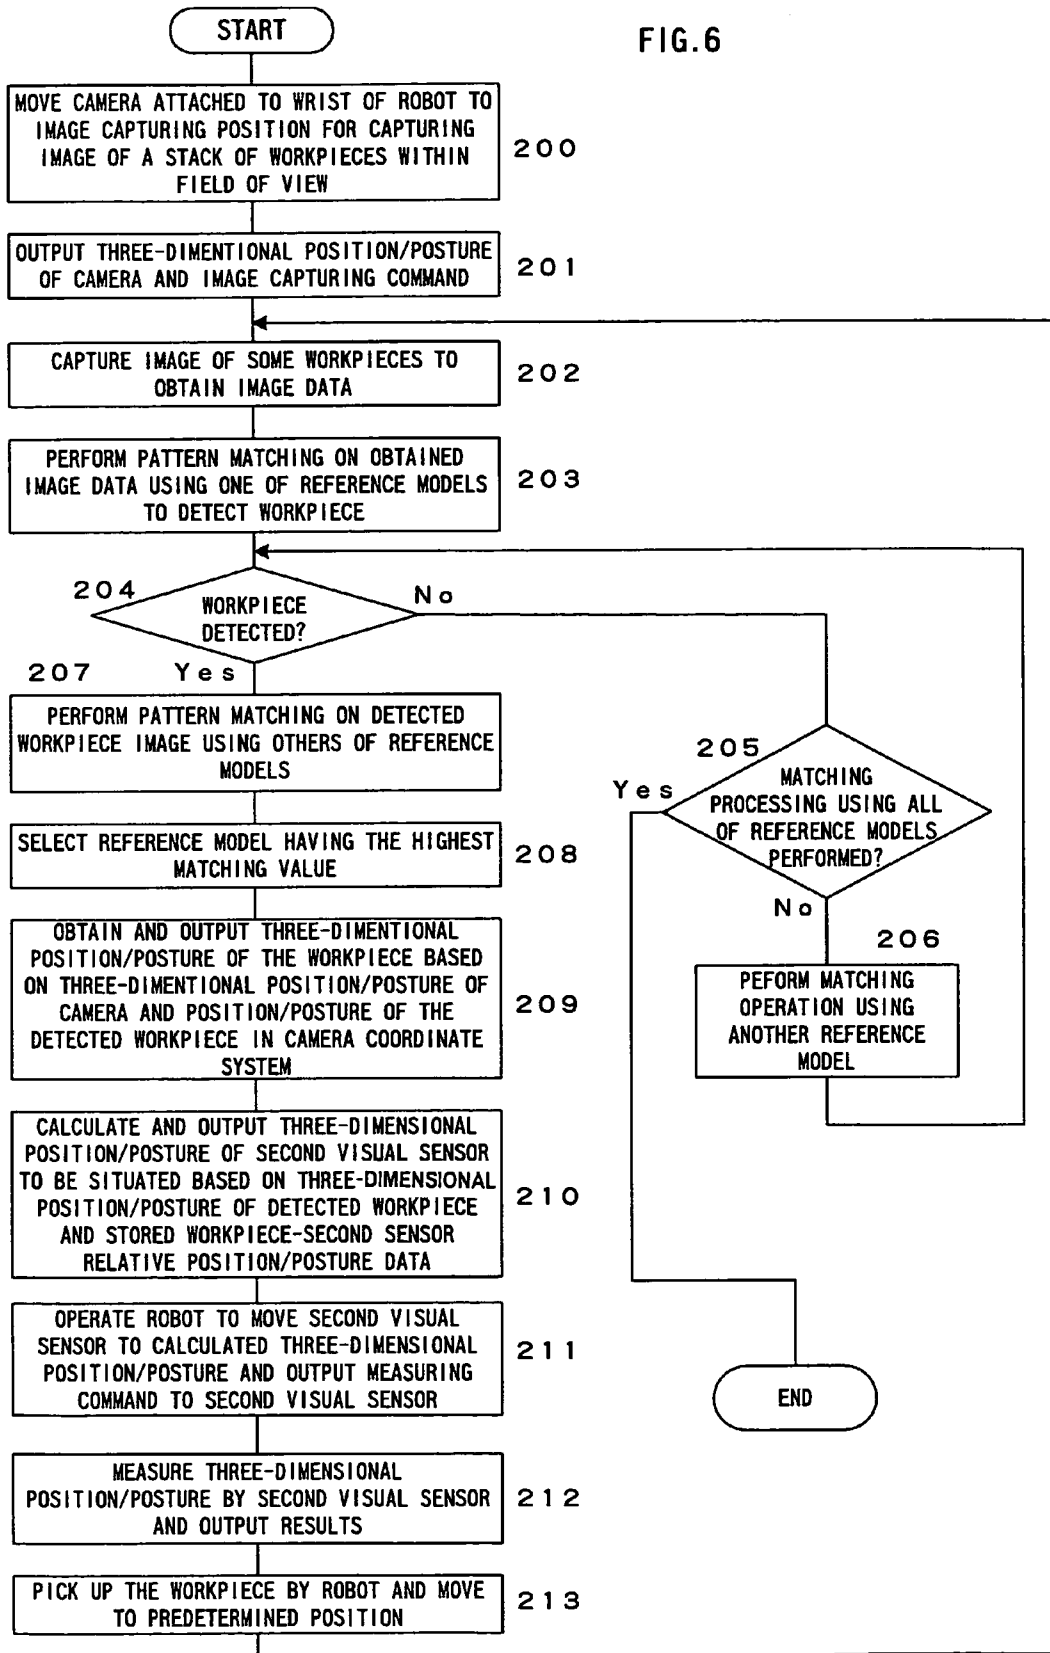 START
FIG.6
MOVE CAMERA ATTACHED TO WRIST OF ROBOT TO
IMAGE CAPTURING POSITION FOR CAPTURING
IMAGE OF A STACK OF WORKPIECES WITHIN
FIELD OF VIEW
200
OUTPUT THREE-DIMENTIONAL POSITION/POSTURE
OF CAMERA AND IMAGE CAPTURING COMMAND
201
CAPTURE IMAGE OF SOME WORKPIECES TO
OBTAIN IMAGE DATA
202
PERFORM PATTERN MATCHING ON OBTAINED
IMAGE DATA USING ONE OF REFERENCE MODELS
TO DETECT WORKPIECE
203
204
WORKPIECE
DETECTED?
No
Yes
207
PERFORM PATTERN MATCHING ON DETECTED
WORKPIECE IMAGE USING OTHERS OF REFERENCE
MODELS
205
MATCHING
PROCESSING USING ALL
OF REFERENCE MODELS
PERFORMED?
Yes
No
206
PEFORM MATCHING
OPERATION USING
ANOTHER REFERENCE
MODEL
SELECT REFERENCE MODEL HAVING THE HIGHEST
MATCHING VALUE
208
OBTAIN AND OUTPUT THREE-DIMENTIONAL
POSITION/POSTURE OF THE WORKPIECE BASED
ON THREE-DIMENTIONAL POSITION/POSTURE OF
CAMERA AND POSITION/POSTURE OF THE
DETECTED WORKPIECE IN CAMERA COORDINATE
SYSTEM
209
CALCULATE AND OUTPUT THREE-DIMENSIONAL
POSITION/POSTURE OF SECOND VISUAL SENSOR
TO BE SITUATED BASED ON THREE-DIMENSIONAL
POSITION/POSTURE OF DETECTED WORKPIECE
AND STORED WORKPIECE-SECOND SENSOR
RELATIVE POSITION/POSTURE DATA
210
OPERATE ROBOT TO MOVE SECOND VISUAL
SENSOR TO CALCULATED THREE-DIMENSIONAL
POSITION/POSTURE AND OUTPUT MEASURING
COMMAND TO SECOND VISUAL SENSOR
211
END
MEASURE THREE-DIMENSIONAL
POSITION/POSTURE BY SECOND VISUAL SENSOR
AND OUTPUT RESULTS
212
PICK UP THE WORKPIECE BY ROBOT AND MOVE
TO PREDETERMINED POSITION
213